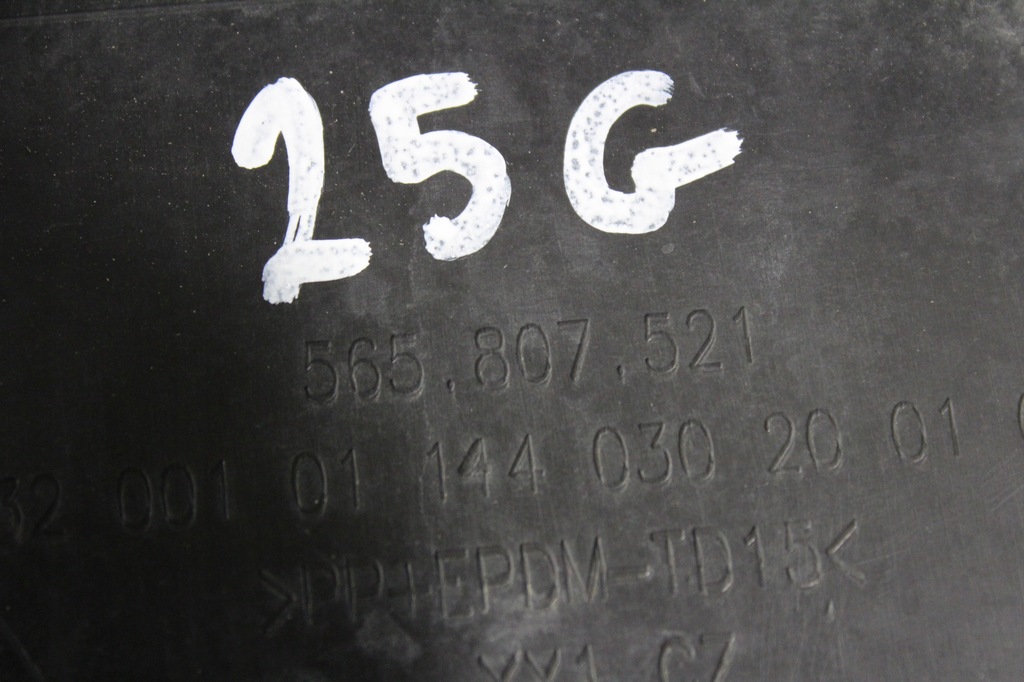 25G
565.807.521
32 001 01 144 030 20 01
>PP+EPDM-TD15<